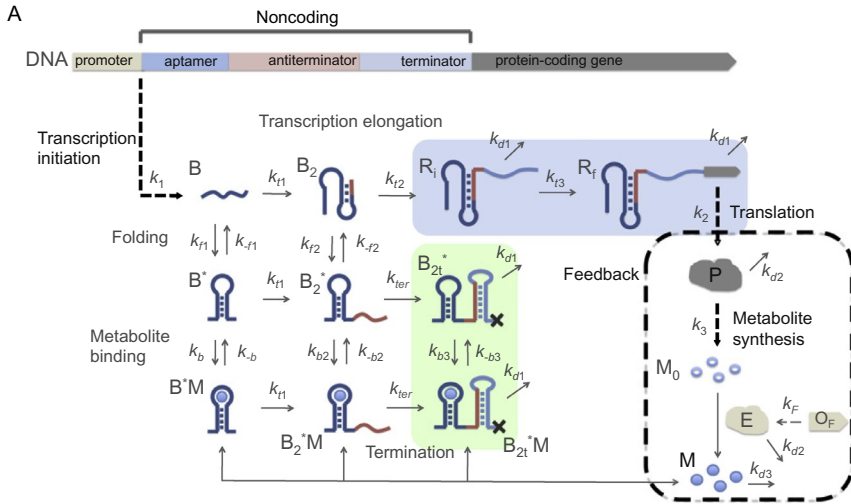 A
Noncoding
DNA promoter aptamer antiterminator terminator protein-coding gene
Transcription elongation
Transcription
initiation
k1 B kt1 B2 kt2 Ri kd1 kt3 Rf kd1
k2 Translation
Folding kf1 k-f1 kf2 k-f2
Feedback P kd2
B* kt1 B2* kter B2t* kd1
k3 Metabolite
synthesis
Metabolite
binding
kb k-b kb2 k-b2 kb3 k-b3
M0
B*M kt1 kter kd1
E kF OF
B2*M Termination B2t*M
kd2
M kd3